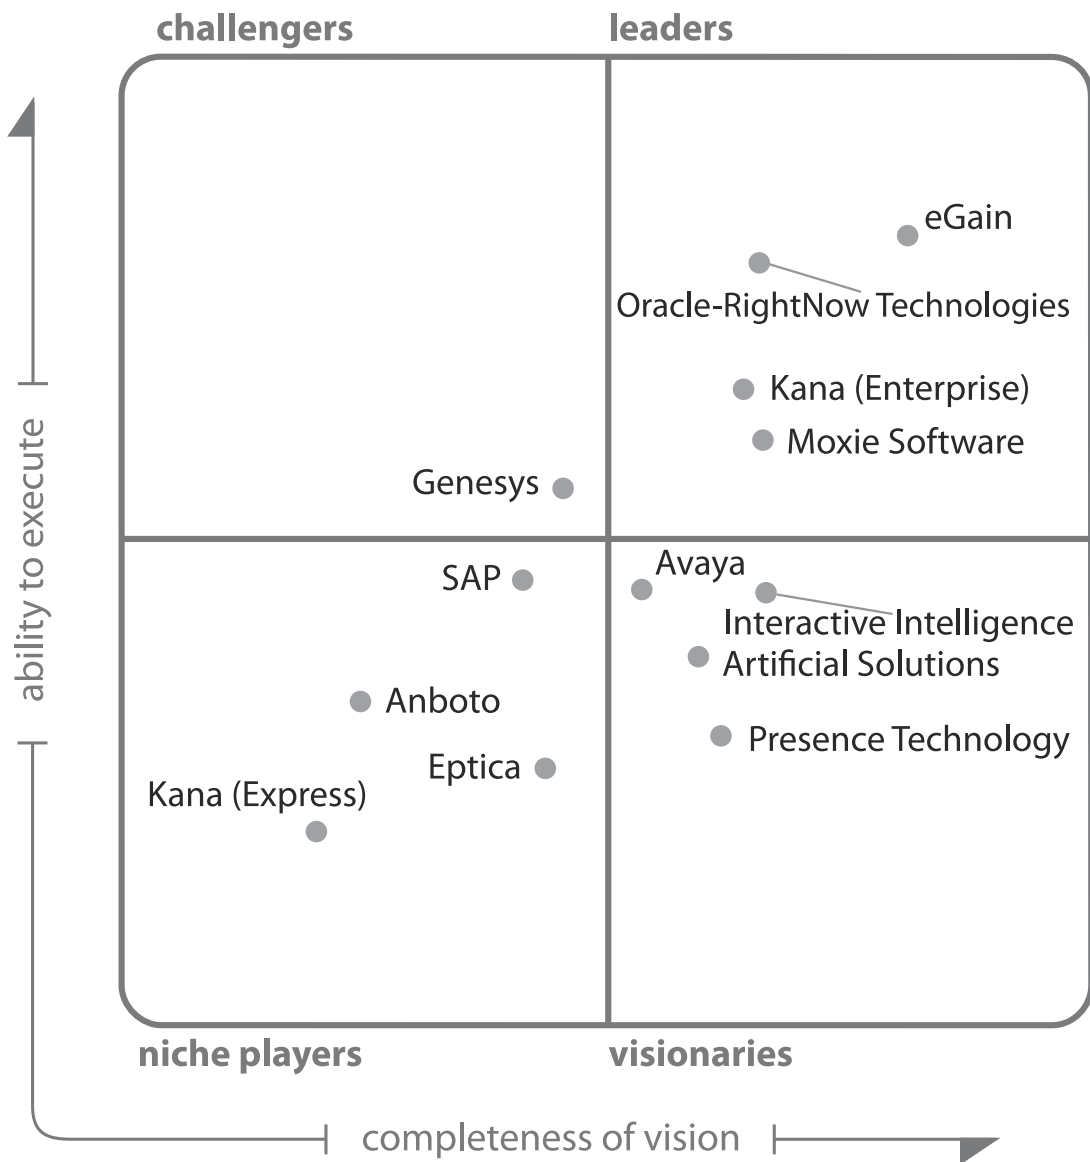 challengers
leaders
eGain
Oracle-RightNow Technologies
Kana (Enterprise)
Moxie Software
Genesys
ability to execute
SAP
Avaya
Interactive Intelligence
Artificial Solutions
Anboto
Presence Technology
Eptica
Kana (Express)
niche players
visionaries
completeness of vision